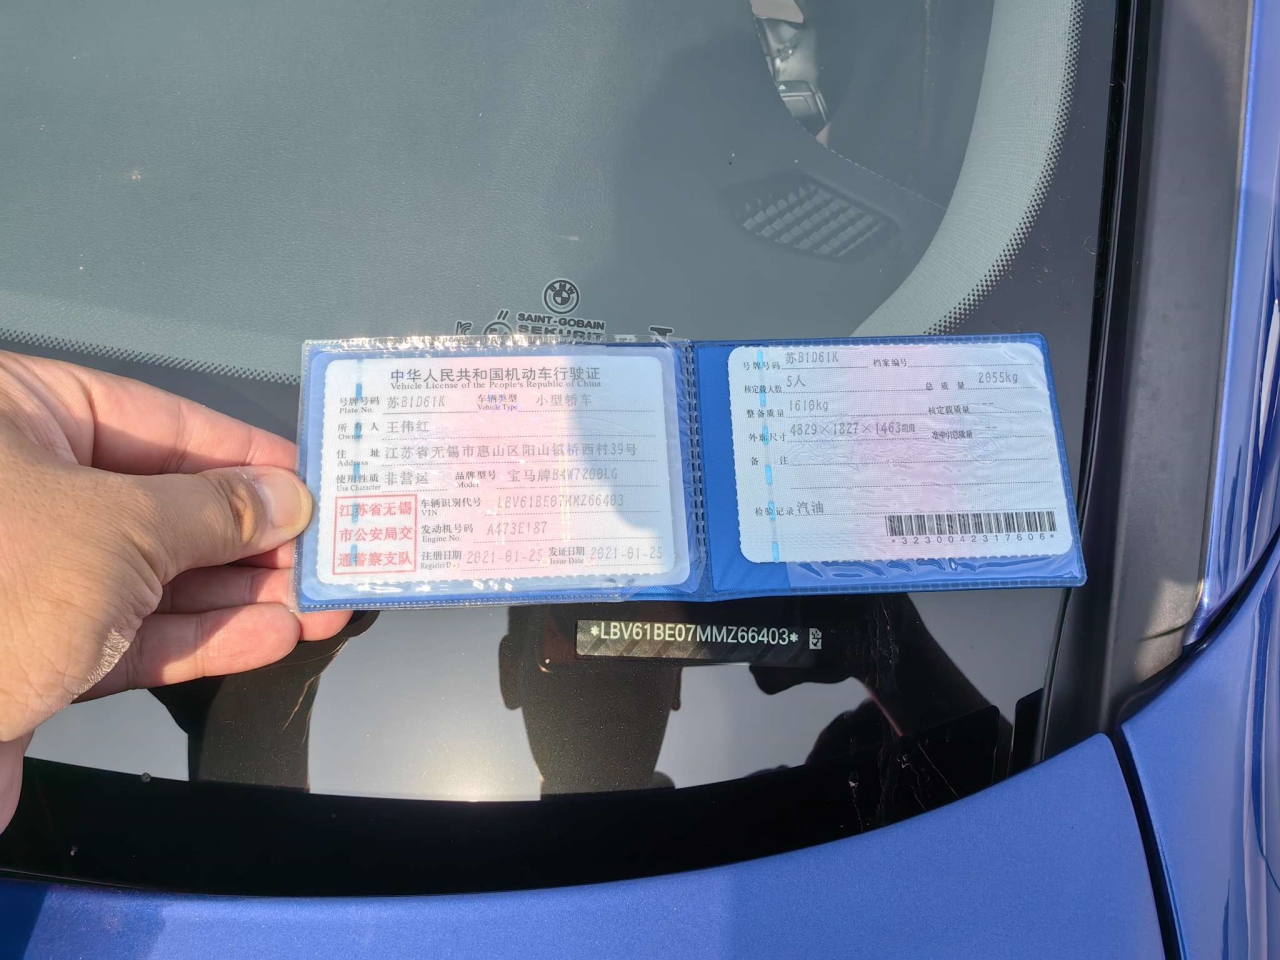 BMW
SAINT-GOBAIN
SEKURIT
中华人民共和国机动车行驶证
Vehicle License of the People's Republic of China
号牌号码 苏B1D61K 车辆类型 小型轿车
Plate No. Vehicle Type
所有人 王伟红
Owner
住址 江苏省无锡市惠山区阳山镇桥西村39号
Address
使用性质 非营运 品牌型号 宝马牌BMW7200LG
Use Character Model
江苏省无锡
市公安局交
通警察支队
车辆识别代号 LBV61BE07MMZ66403
VIN
发动机号码 A473E187
Engine No.
注册日期 2021-01-25 发证日期 2021-01-25
Register Date Issue Date
号牌号码 苏B1D61K 档案编号
核定载人数 5人 总质量 2055kg
整备质量 1610kg 核定载质量 --
外廓尺寸 4829×1827×1463mm 准牵引总质量 --
备注
检验记录 汽油
*3230042317606*
*LBV61BE07MMZ66403*